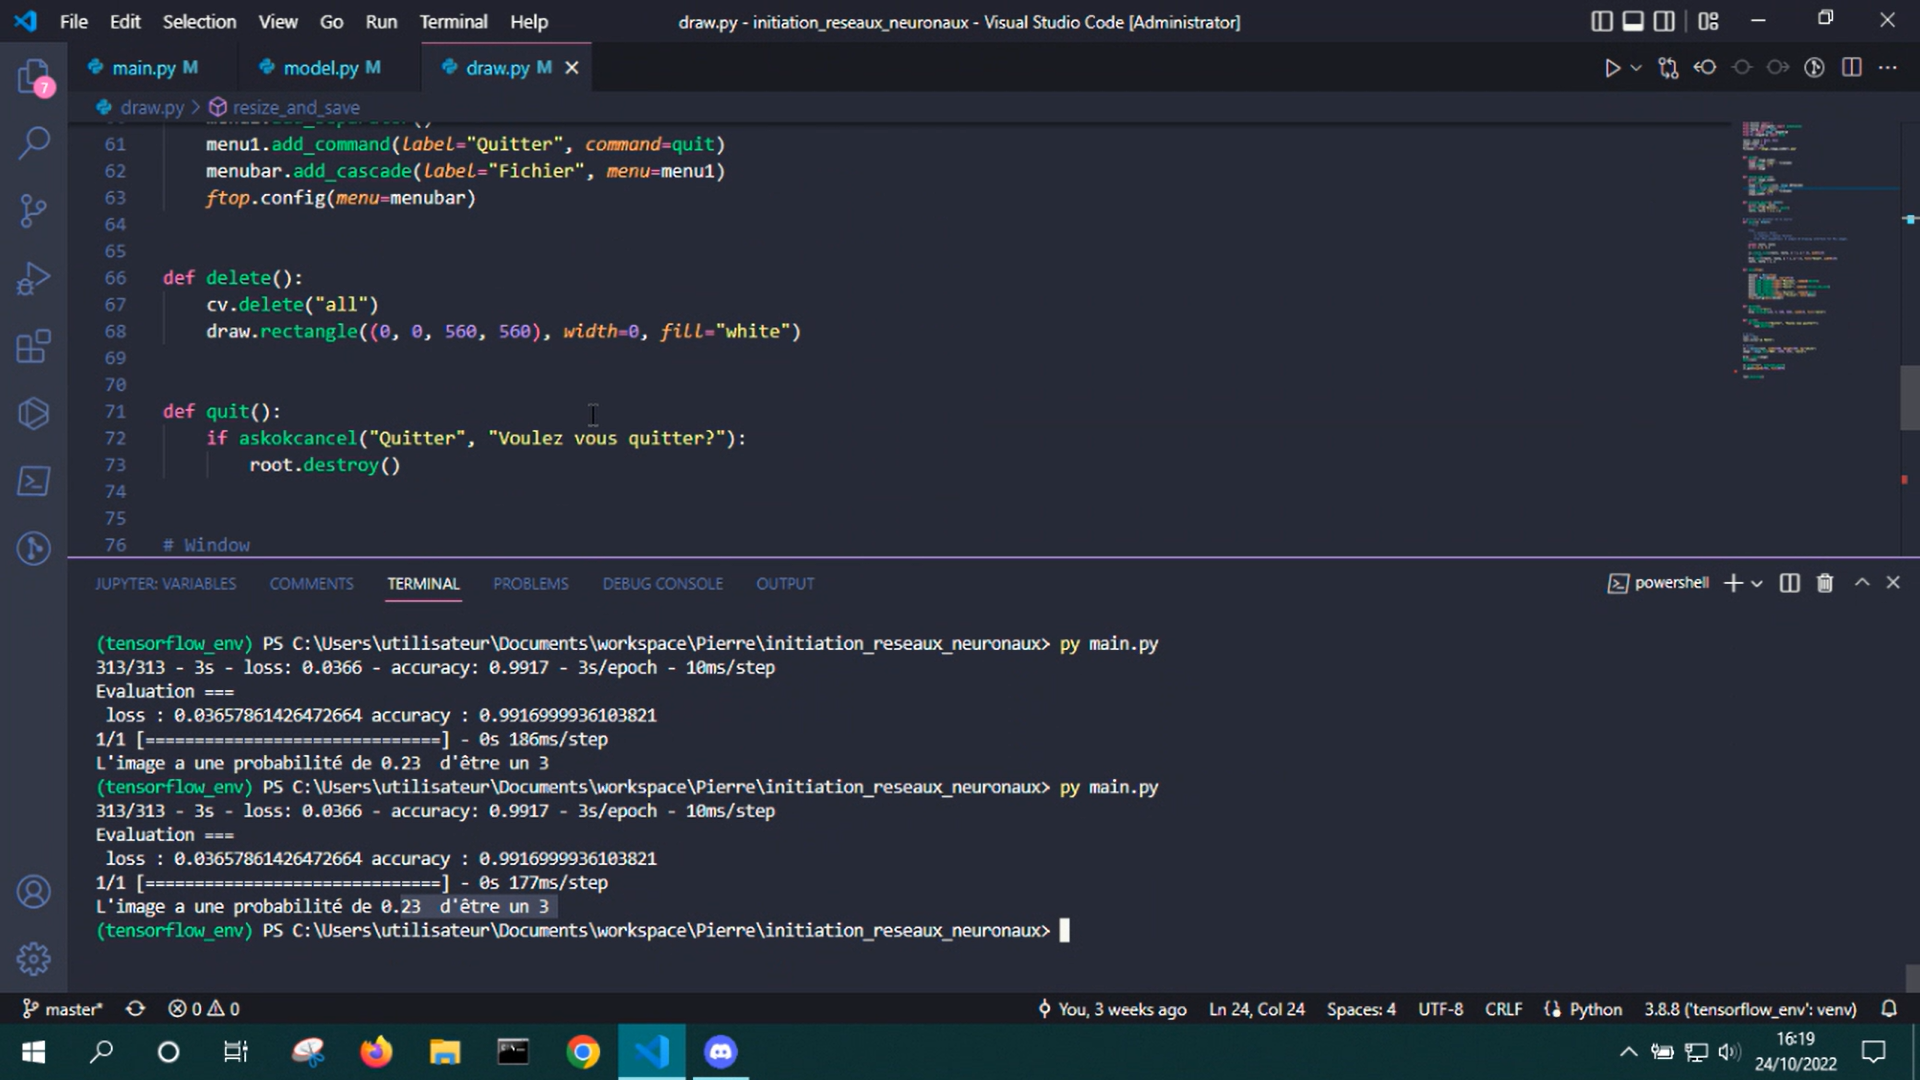 File Edit Selection View Go Run Terminal Help
draw.py - initiation_reseaux_neuronaux - Visual Studio Code [Administrator]
main.py M
model.py M
draw.py M
draw.py > resize_and_save
7
61 menu1.add_command(label="Quitter", command=quit)
62 menubar.add_cascade(label="Fichier", menu=menu1)
63 ftop.config(menu=menubar)
64
65
66 def delete():
67 cv.delete("all")
68 draw.rectangle((0, 0, 560, 560), width=0, fill="white")
69
70
71 def quit():
72 if askokcancel("Quitter", "Voulez vous quitter?"):
73 root.destroy()
74
75
76 # Window
JUPYTER: VARIABLES COMMENTS TERMINAL PROBLEMS DEBUG CONSOLE OUTPUT
powershell
(tensorflow_env) PS C:\Users\utilisateur\Documents\workspace\Pierre\initiation_reseaux_neuronaux> py main.py
313/313 - 3s - loss: 0.0366 - accuracy: 0.9917 - 3s/epoch - 10ms/step
Evaluation ===
loss : 0.03657861426472664 accuracy : 0.9916999936103821
1/1 [==============================] - 0s 186ms/step
L'image a une probabilité de 0.23  d'être un 3
(tensorflow_env) PS C:\Users\utilisateur\Documents\workspace\Pierre\initiation_reseaux_neuronaux> py main.py
313/313 - 3s - loss: 0.0366 - accuracy: 0.9917 - 3s/epoch - 10ms/step
Evaluation ===
loss : 0.03657861426472664 accuracy : 0.9916999936103821
1/1 [==============================] - 0s 177ms/step
L'image a une probabilité de 0.23  d'être un 3
(tensorflow_env) PS C:\Users\utilisateur\Documents\workspace\Pierre\initiation_reseaux_neuronaux>
master* 0 0 You, 3 weeks ago Ln 24, Col 24 Spaces: 4 UTF-8 CRLF Python 3.8.8 ('tensorflow_env': venv)
16:19
24/10/2022